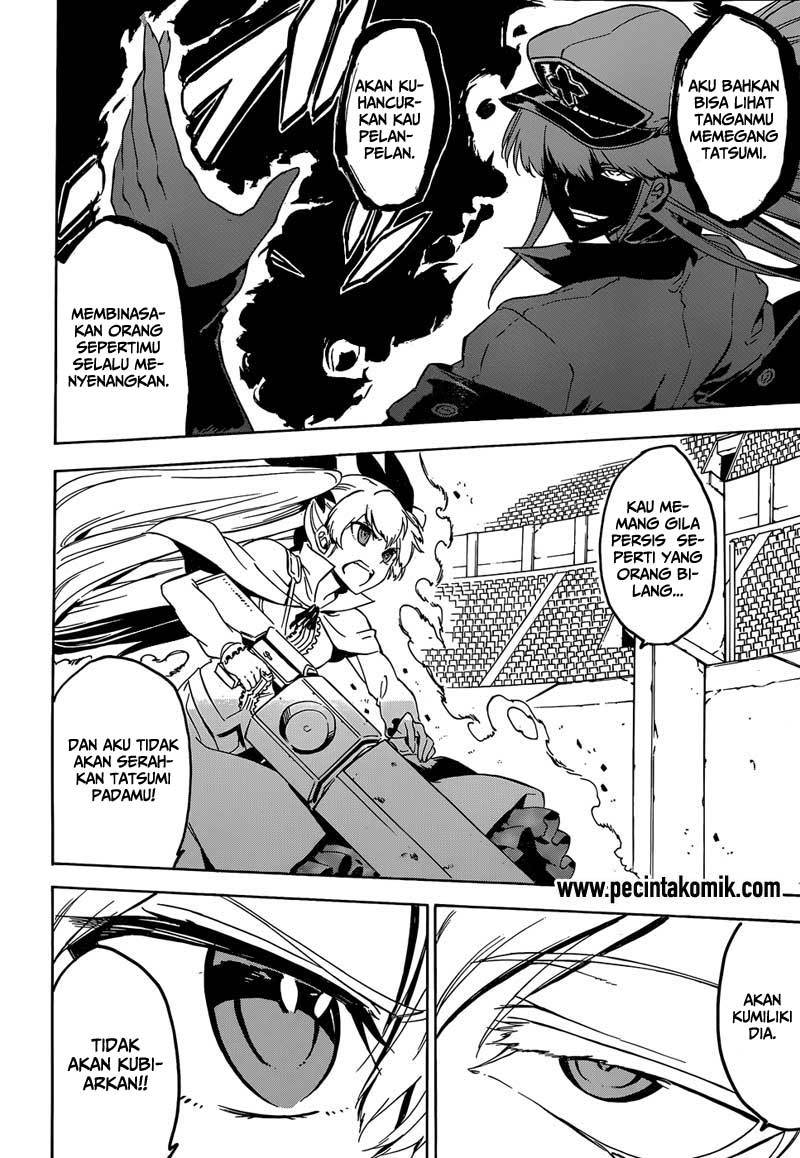 AKU BAHKAN
BISA LIHAT
TANGANMU
MEMEGANG
TATSUMI.
AKAN KU-
HANCUR-
KAN KAU
PELAN-
PELAN.
MEMBINASA-
KAN ORANG
SEPERTIMU
SELALU ME-
NYENANGKAN.
KAU ME-
MANG GILA
PERSIS SE-
PERTI YANG
ORANG BI-
LANG...
DAN AKU TIDAK
AKAN SERAH-
KAN TATSUMI
PADAMU!
www.pecintakomik.com
AKAN
KUMILIKI
DIA.
TIDAK
AKAN KUBI-
ARKAN!!